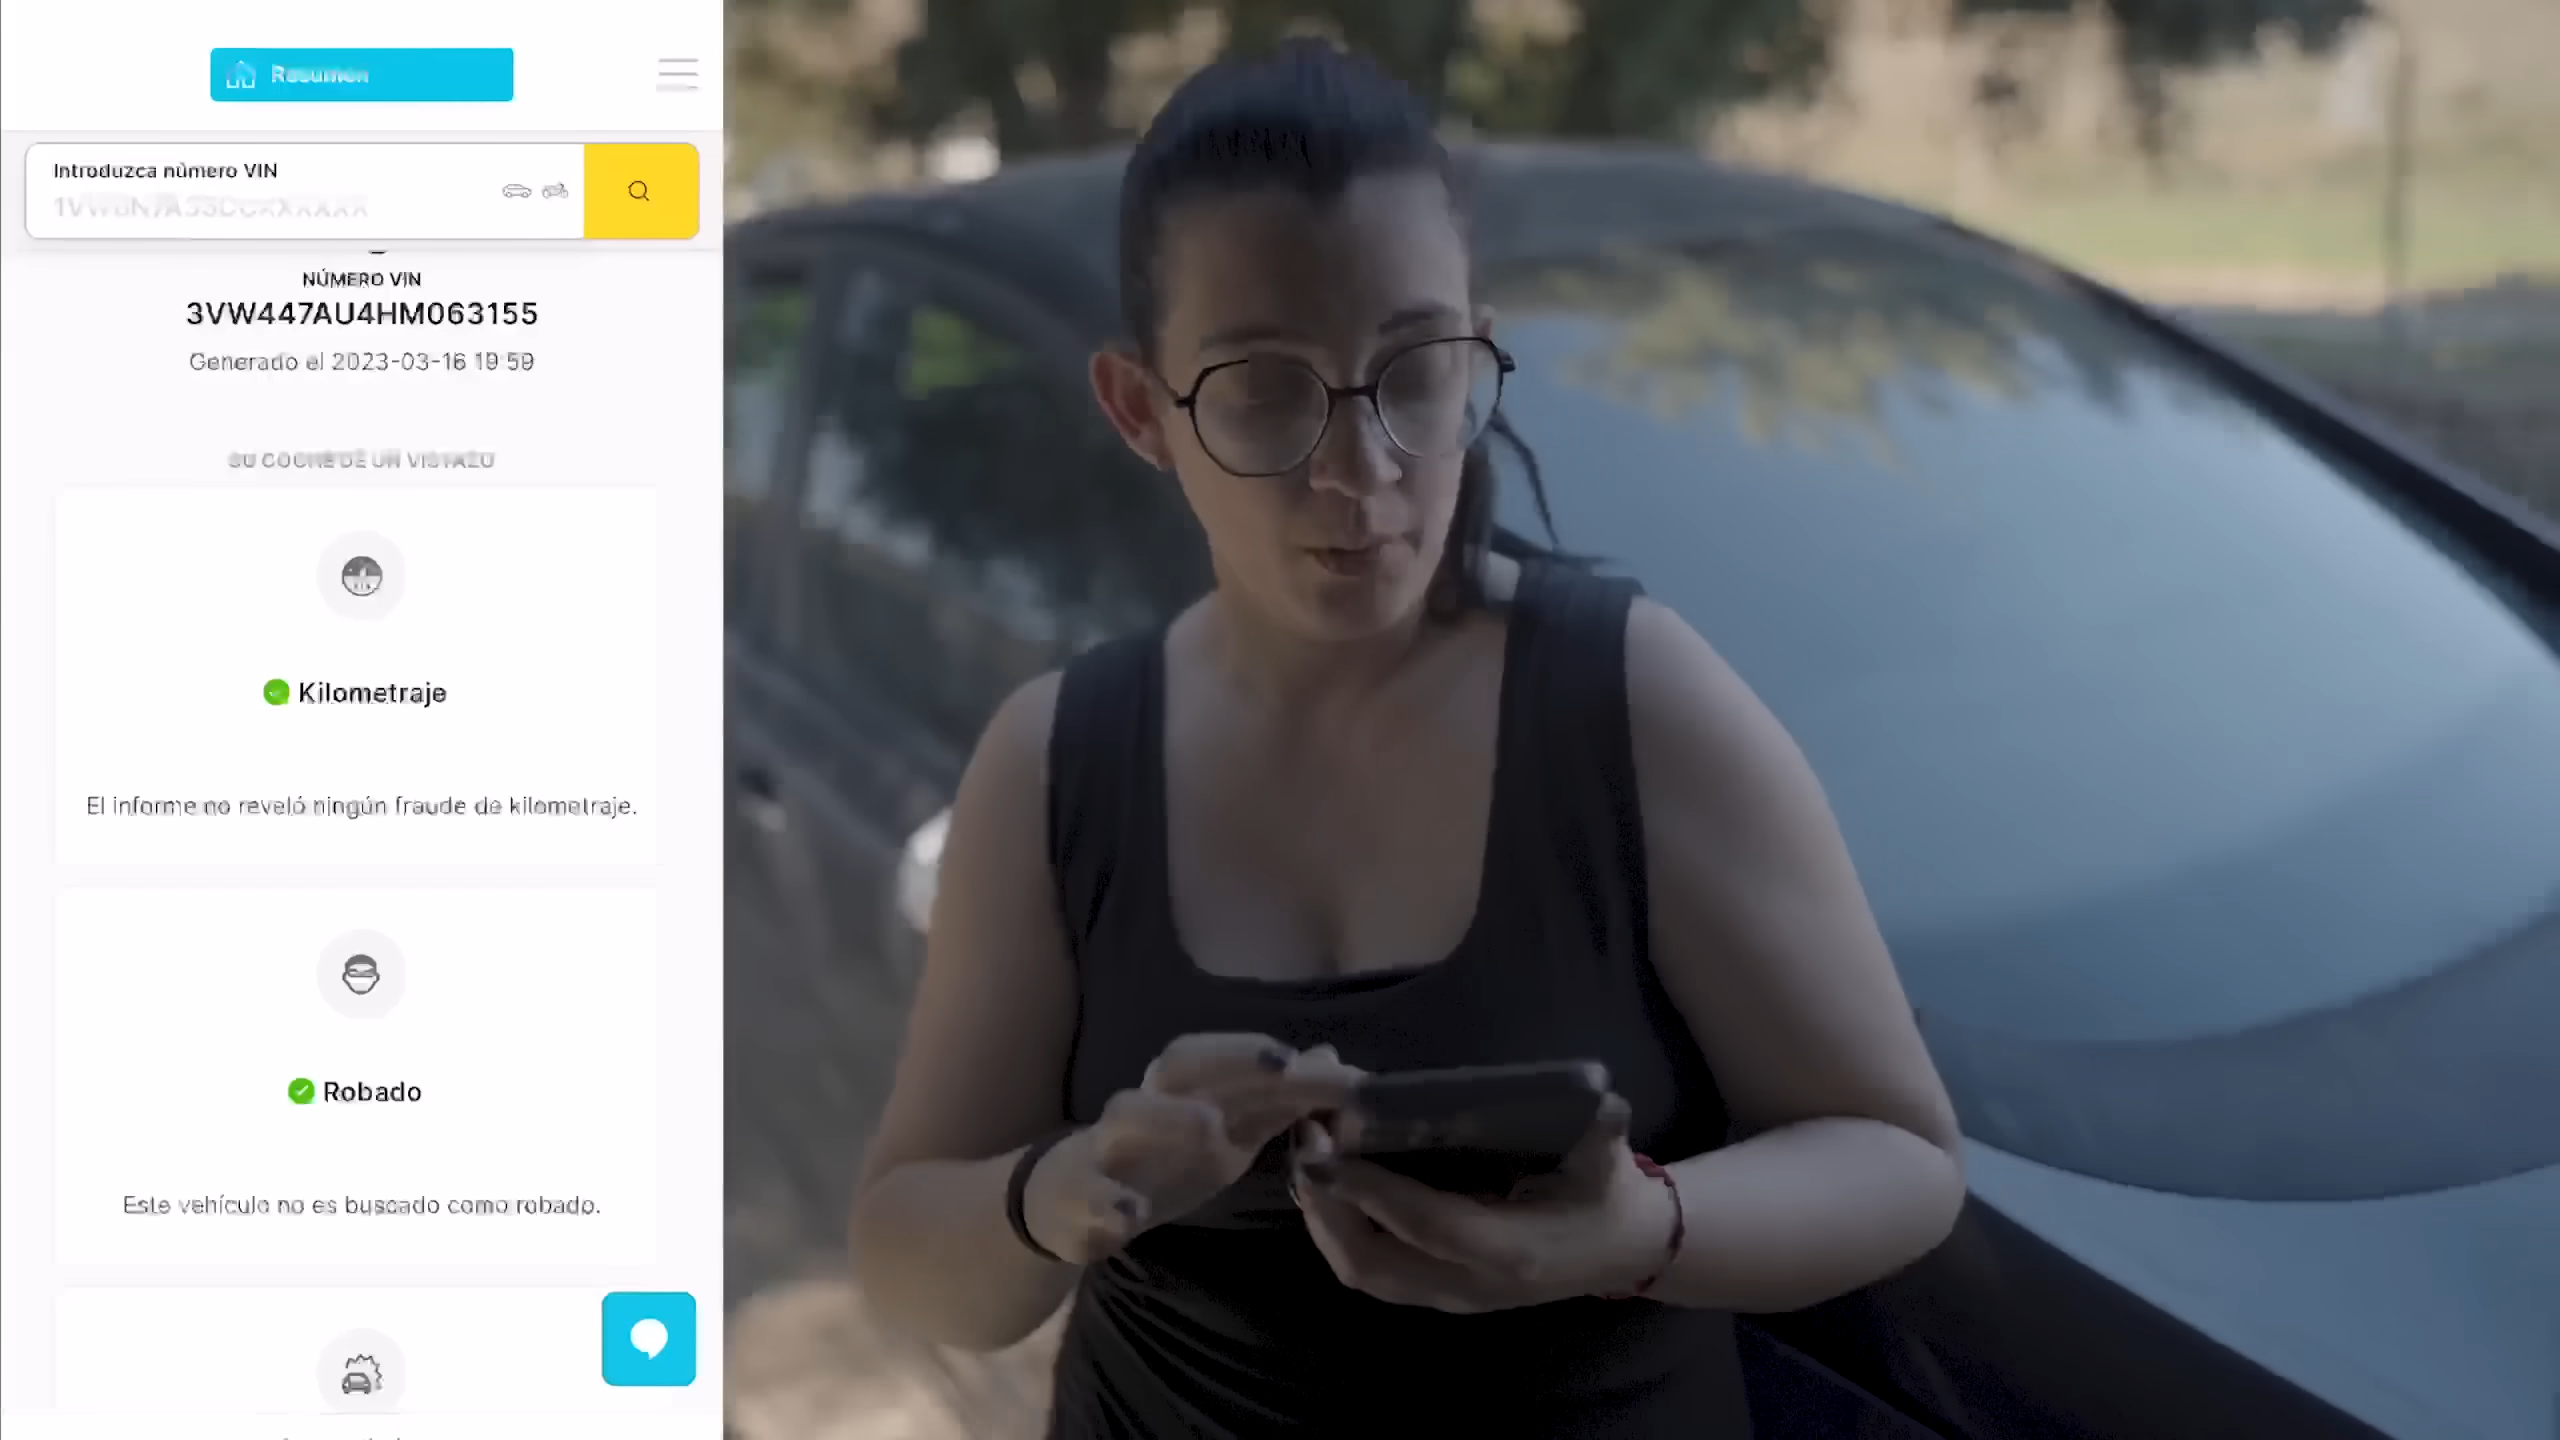 Resumen
Introduzca número VIN
NÚMERO VIN
3VW447AU4HM063155
Generado el 2023-03-16 19:59
SU COCHE DE UN VISTAZO
Kilometraje
El informe no reveló ningún fraude de kilometraje.
Robado
Este vehículo no es buscado como robado.